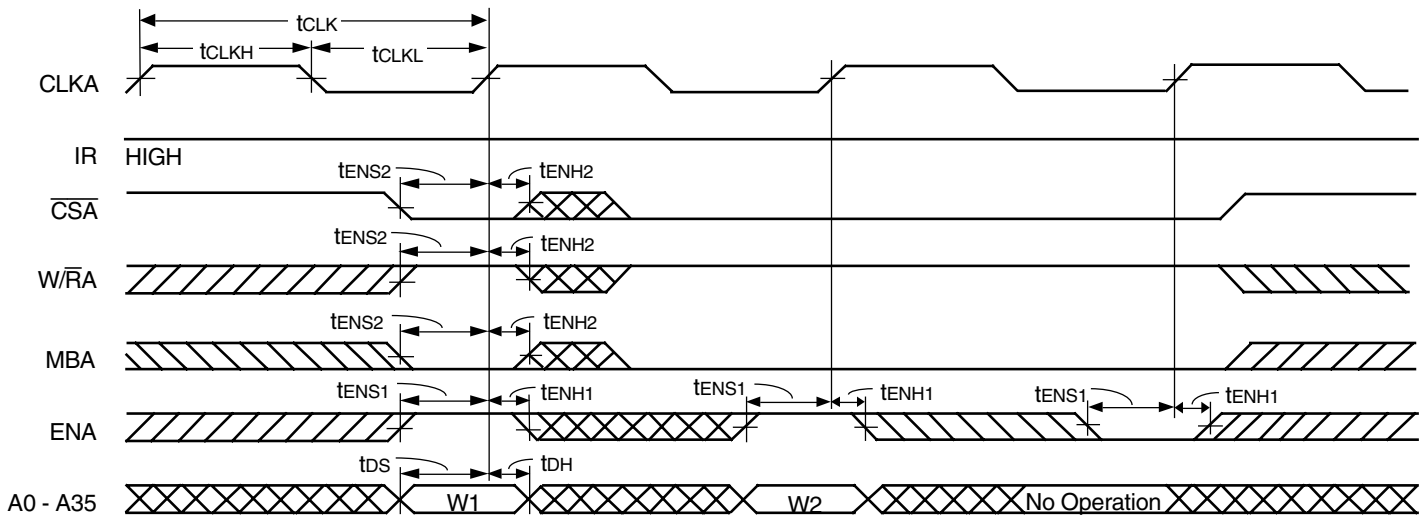 tCLK
tCLKH tCLKL
CLKA
IR HIGH
tENS2 tENH2
CSA
tENS2 tENH2
W/RA
tENS2 tENH2
MBA
tENS1 tENH1 tENS1 tENH1 tENS1 tENH1
ENA
tDS tDH
A0 - A35 W1 W2 No Operation